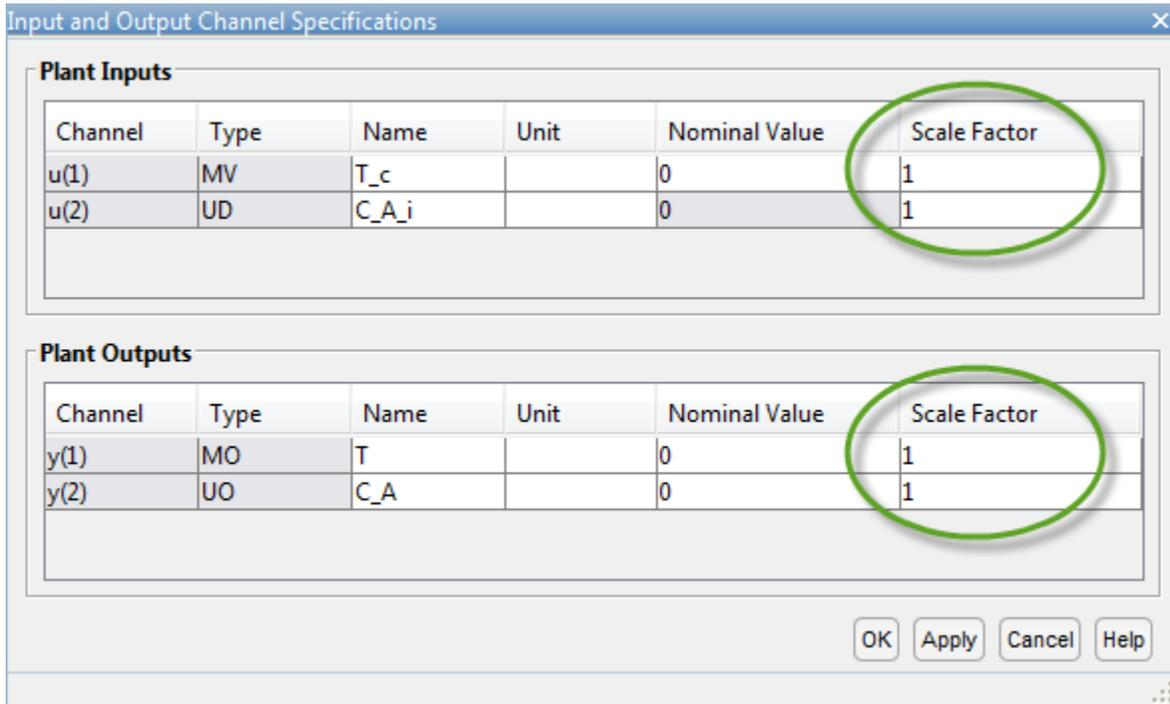 Input and Output Channel Specifications
Plant Inputs
Channel Type Name Unit Nominal Value Scale Factor
u(1) MV T_c 0 1
u(2) UD C_A_i 0 1
Plant Outputs
Channel Type Name Unit Nominal Value Scale Factor
y(1) MO T 0 1
y(2) UO C_A 0 1
OK Apply Cancel Help